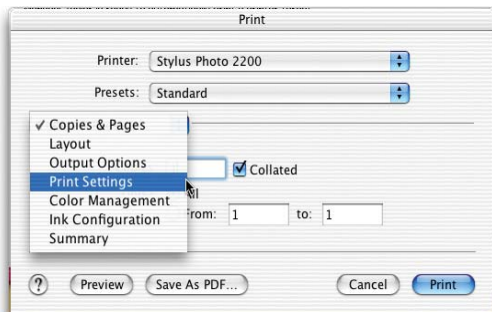 Print
Printer: Stylus Photo 2200
Presets: Standard
✓ Copies & Pages
Layout
Output Options
Collated
Print Settings
Color Management
From: 1 to: 1
Ink Configuration
Summary
? Preview Save As PDF... Cancel Print